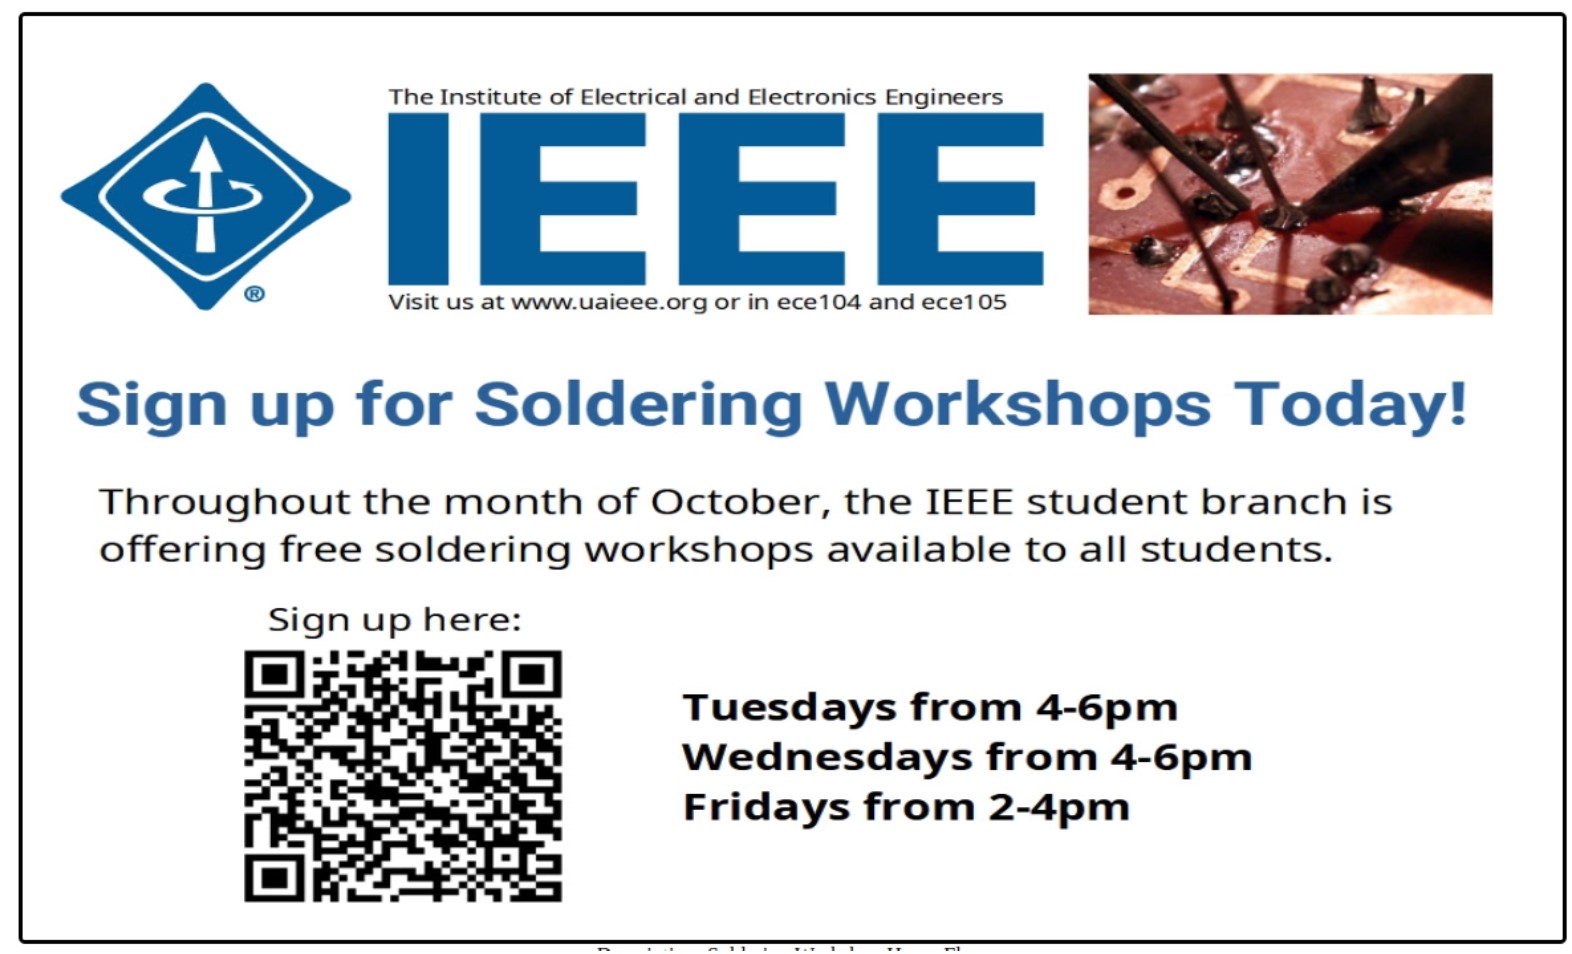 The Institute of Electrical and Electronics Engineers
IEEE
®
Visit us at www.uaieee.org or in ece104 and ece105
Sign up for Soldering Workshops Today!
Throughout the month of October, the IEEE student branch is
offering free soldering workshops available to all students.
Sign up here:
Tuesdays from 4-6pm
Wednesdays from 4-6pm
Fridays from 2-4pm